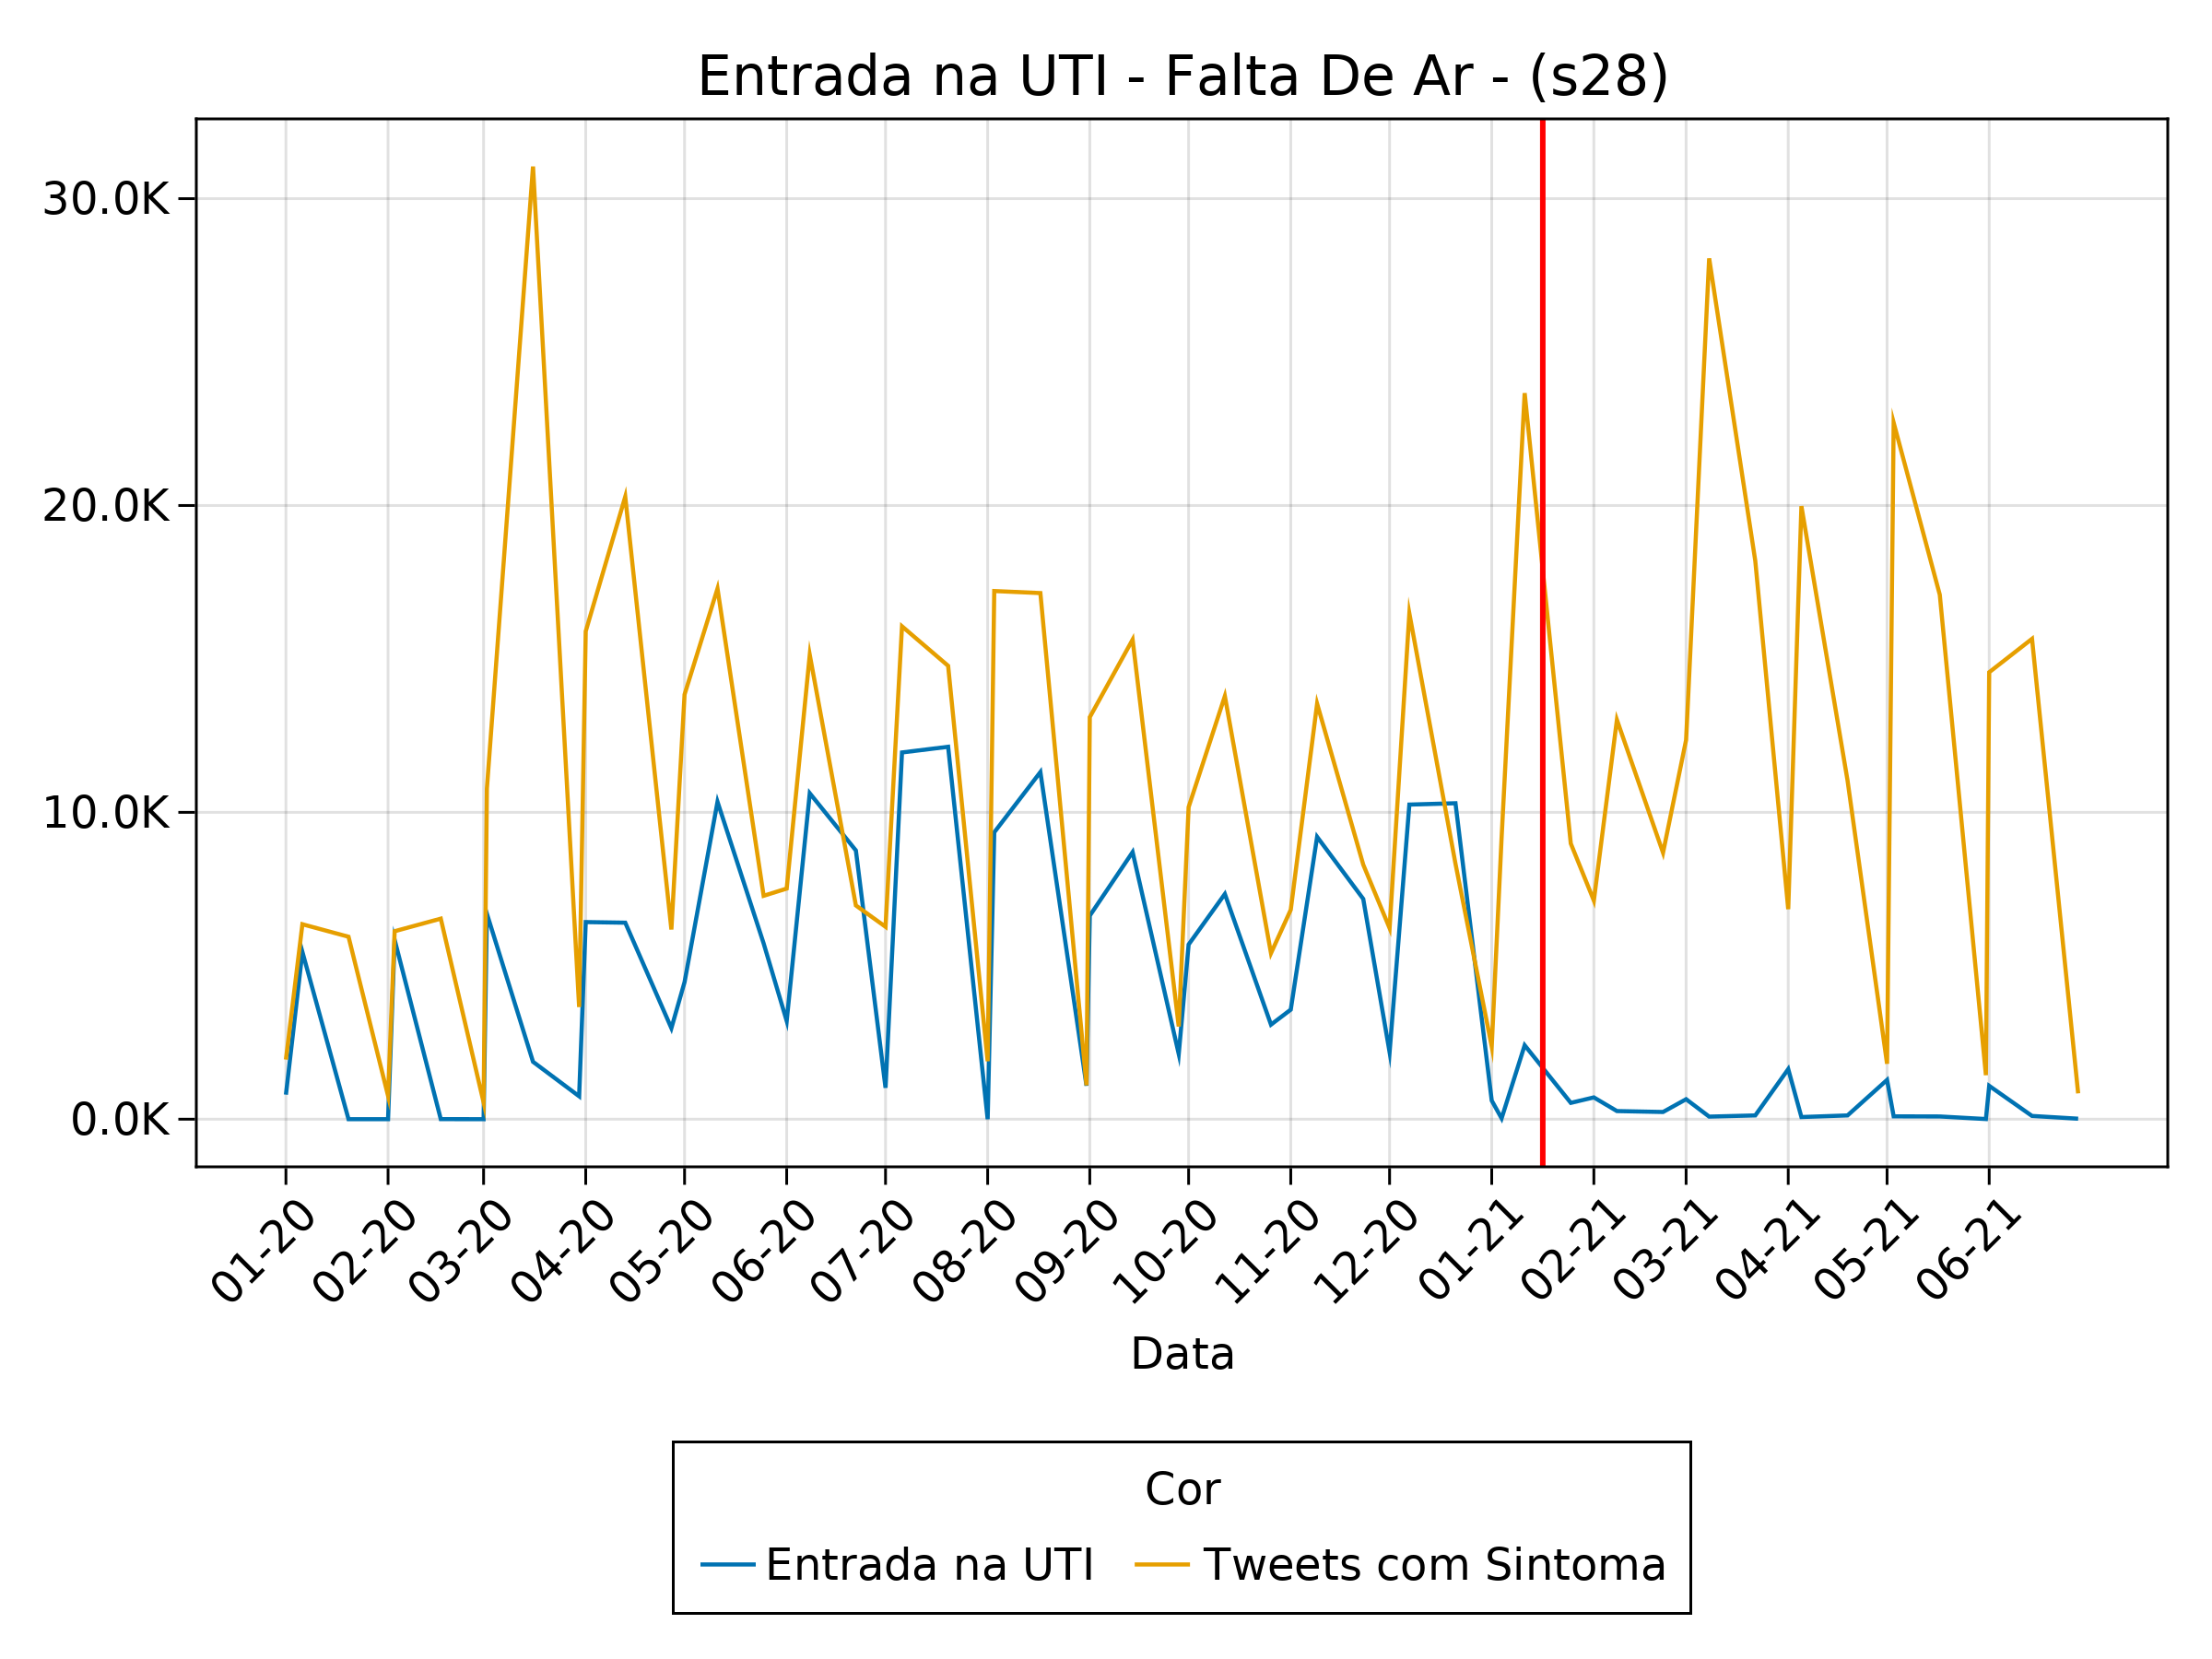 Entrada na UTI - Falta De Ar - (s28)
30.0K
20.0K
10.0K
0.0K
01-20 02-20 03-20 04-20 05-20 06-20 07-20 08-20 09-20 10-20 11-20 12-20 01-21 02-21 03-21 04-21 05-21 06-21
Data
Cor
Entrada na UTI Tweets com Sintoma